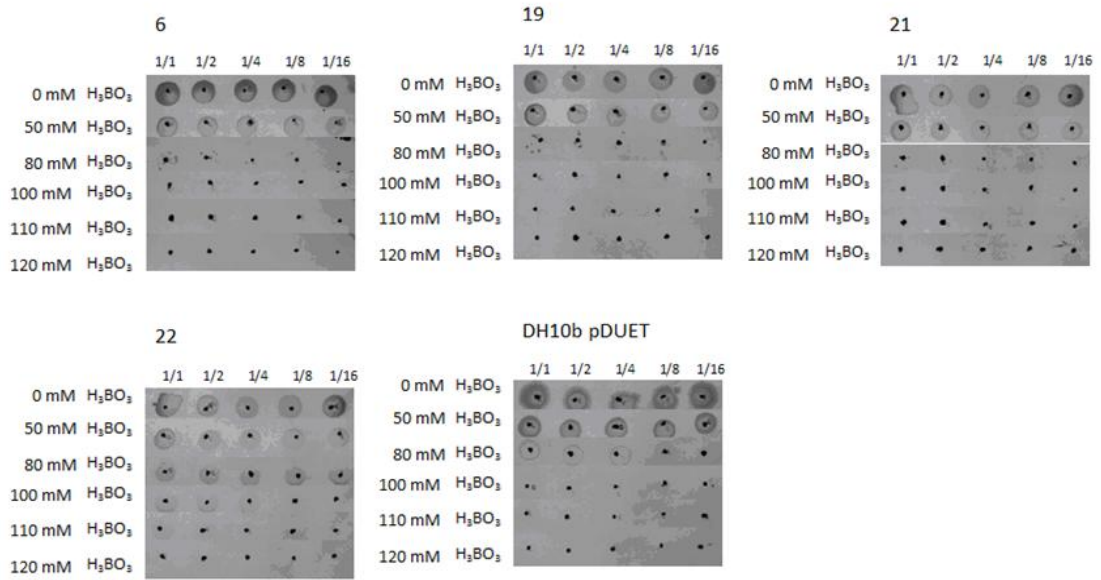 6
1/1 1/2 1/4 1/8 1/16
0 mM H₃BO₃
50 mM H₃BO₃
80 mM H₃BO₃
100 mM H₃BO₃
110 mM H₃BO₃
120 mM H₃BO₃
19
1/1 1/2 1/4 1/8 1/16
0 mM H₃BO₃
50 mM H₃BO₃
80 mM H₃BO₃
100 mM H₃BO₃
110 mM H₃BO₃
120 mM H₃BO₃
21
1/1 1/2 1/4 1/8 1/16
0 mM H₃BO₃
50 mM H₃BO₃
80 mM H₃BO₃
100 mM H₃BO₃
110 mM H₃BO₃
120 mM H₃BO₃
22
1/1 1/2 1/4 1/8 1/16
0 mM H₃BO₃
50 mM H₃BO₃
80 mM H₃BO₃
100 mM H₃BO₃
110 mM H₃BO₃
120 mM H₃BO₃
DH10b pDUET
1/1 1/2 1/4 1/8 1/16
0 mM H₃BO₃
50 mM H₃BO₃
80 mM H₃BO₃
100 mM H₃BO₃
110 mM H₃BO₃
120 mM H₃BO₃